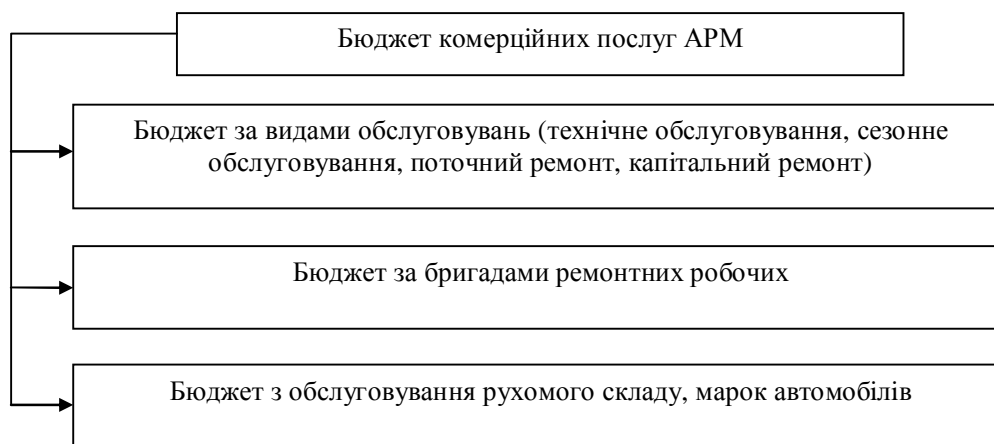 Бюджет комерційних послуг АРМ
Бюджет за видами обслуговувань (технічне обслуговування, сезонне
обслуговування, поточний ремонт, капітальний ремонт)
Бюджет за бригадами ремонтних робочих
Бюджет з обслуговування рухомого складу, марок автомобілів